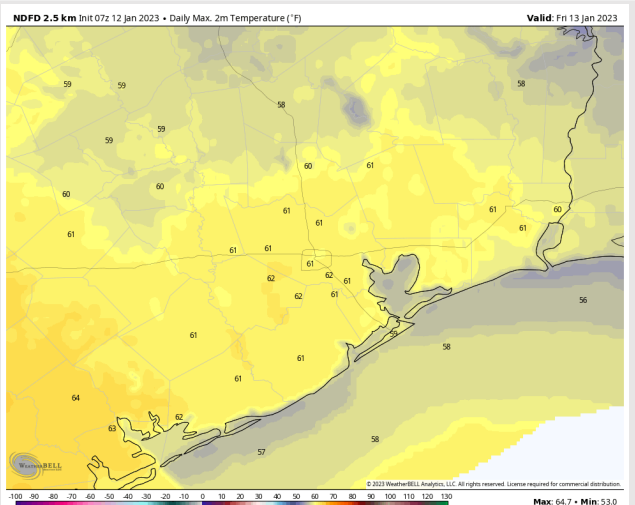 NDFD 2.5 km Init 07z 12 Jan 2023 • Daily Max. 2m Temperature (°F)
Valid: Fri 13 Jan 2023
59 59 58 58
59 59
60 61
60 60
61 61 60
61 61 61
61 61
61
62 62 61
62 61
61 59
58
56
61
61
64
62
63
58
57
WEATHERBELL
© 2023 WeatherBELL Analytics, LLC. All rights reserved. License required for commercial distribution.
-100 -90 -80 -70 -60 -50 -40 -30 -20 -10 0 10 20 30 40 50 60 70 80 90 100 110 120 130
Max: 64.7 • Min: 53.0